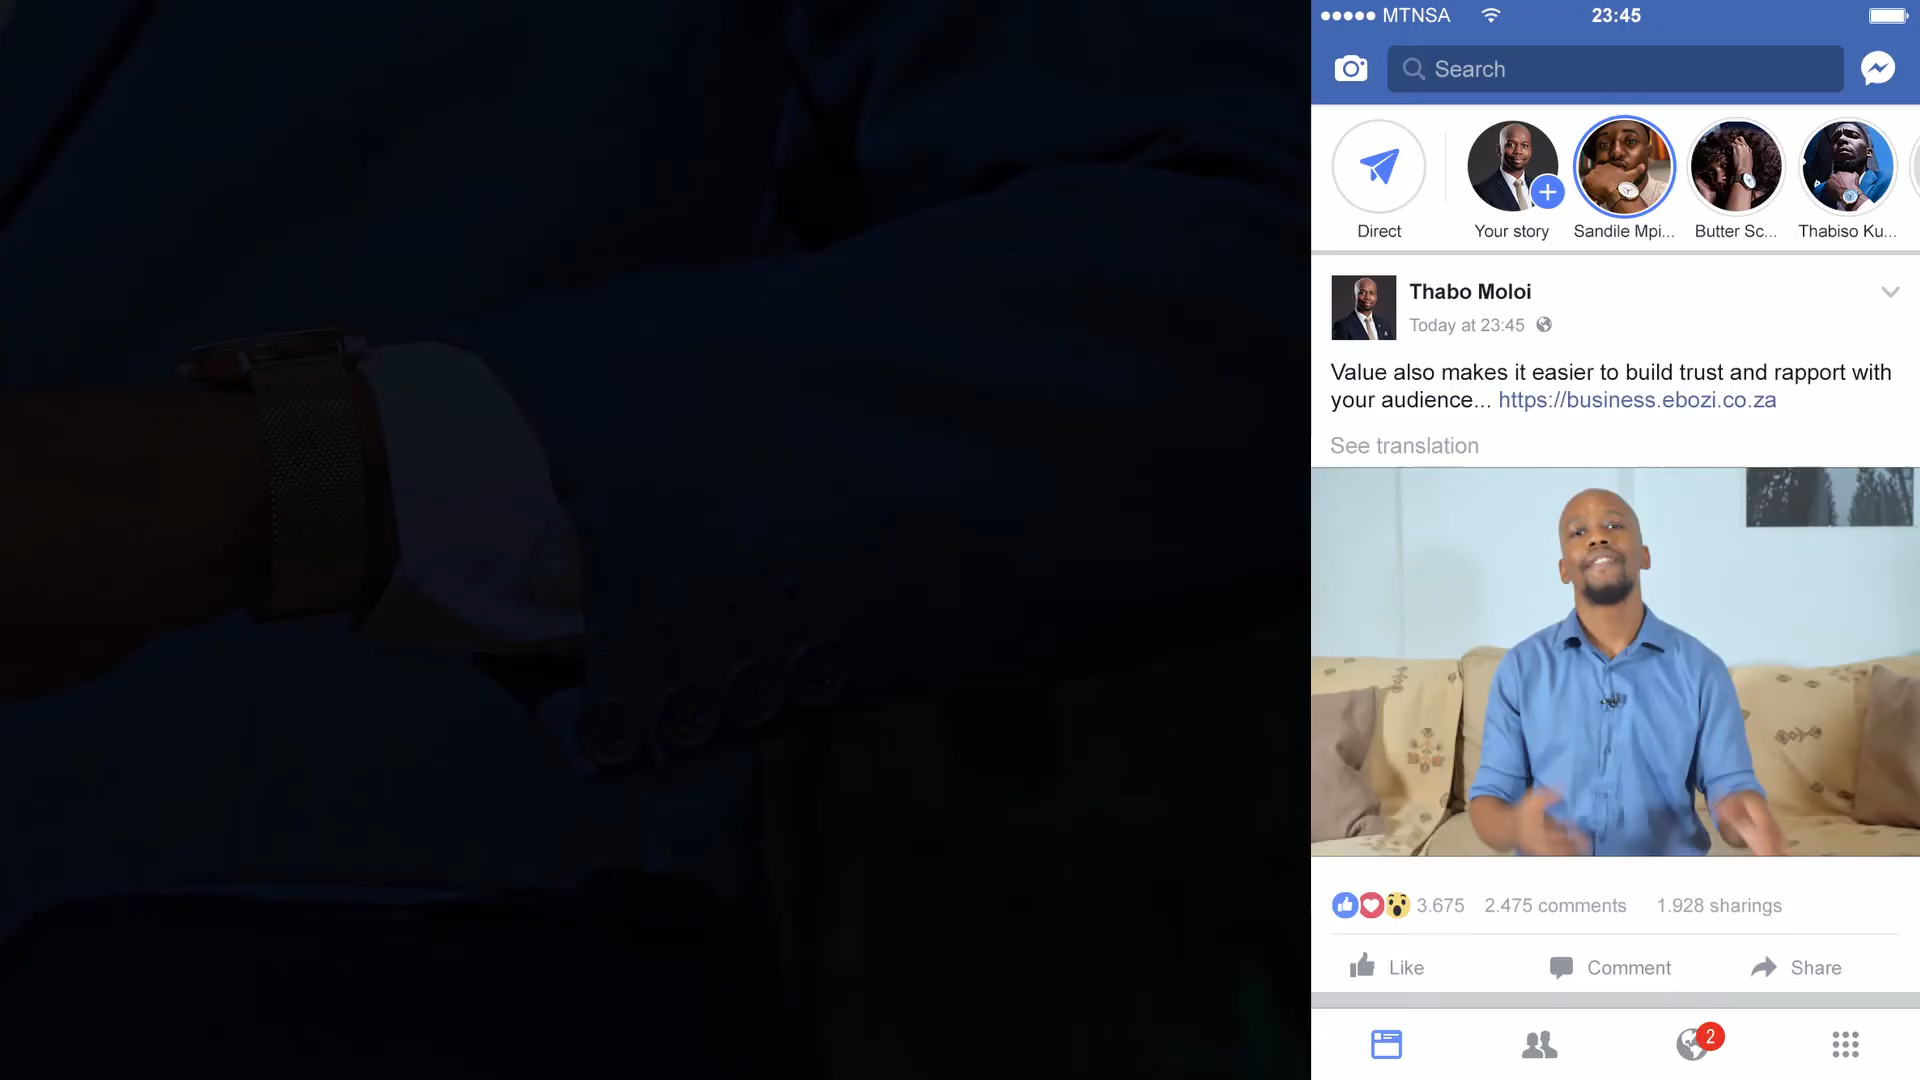 MTNSA
23:45
Search
Direct
Your story
Sandile Mpi...
Butter Sc...
Thabiso Ku...
Thabo Moloi
Today at 23:45
Value also makes it easier to build trust and rapport with
your audience... https://business.ebozi.co.za
See translation
3.675 2.475 comments 1.928 sharings
Like Comment Share
2